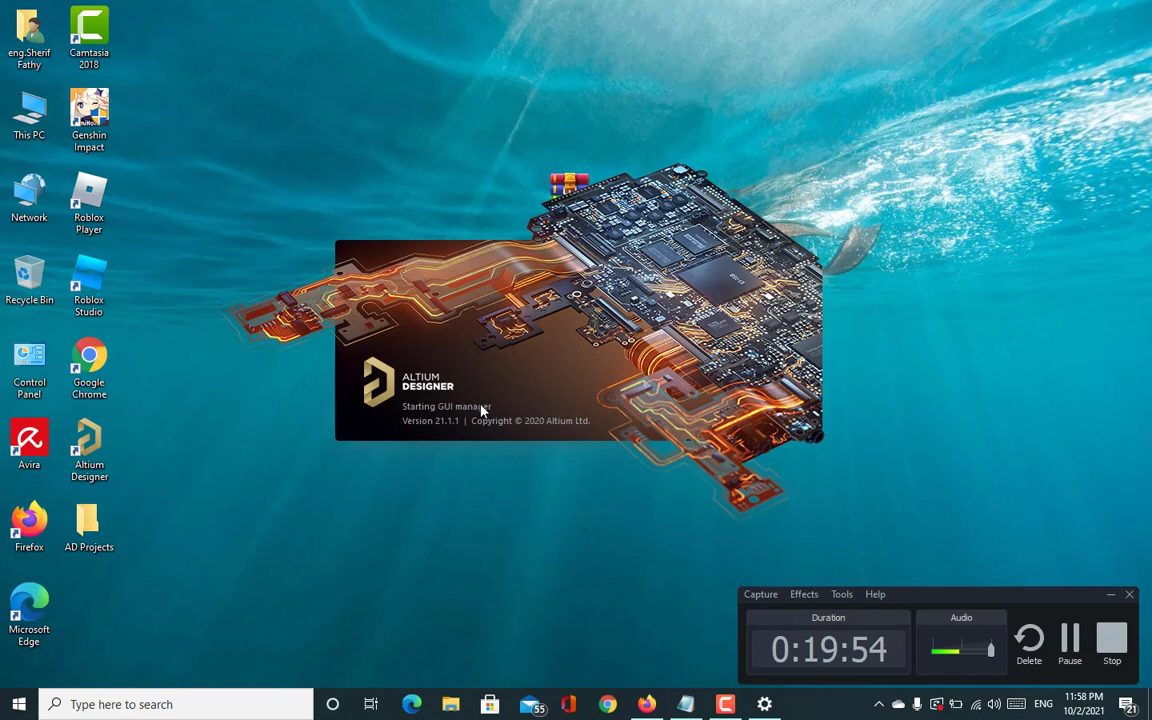 eng.Sherif
Fathy
Camtasia
2018
This PC
Genshin
Impact
Network
Roblox
Player
Recycle Bin
Roblox
Studio
Control
Panel
Google
Chrome
Avira
Altium
Designer
Firefox
AD Projects
Microsoft
Edge
ALTIUM
DESIGNER
Starting GUI manager
Version 21.1.1 | Copyright © 2020 Altium Ltd.
Capture Effects Tools Help
Duration
Audio
0:19:54
Delete
Pause
Stop
Type here to search
55
ENG
11:58 PM
10/2/2021
21